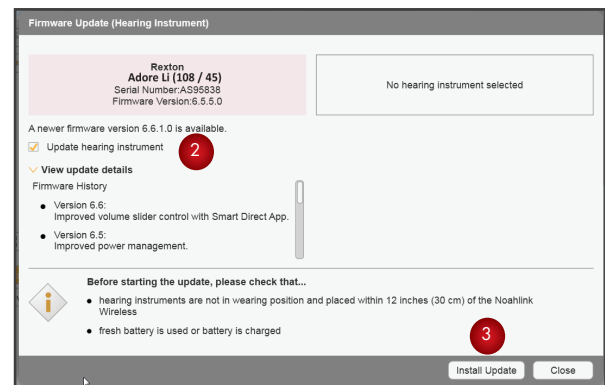 Firmware Update (Hearing Instrument)
Rexton
Adore Li (108 / 45)
Serial Number:AS95838
Firmware Version:6.5.5.0
No hearing instrument selected
A newer firmware version 6.6.1.0 is available.
Update hearing instrument
2
View update details
Firmware History
• Version 6.6:
Improved volume slider control with Smart Direct App.
• Version 6.5:
Improved power management.
Before starting the update, please check that...
• hearing instruments are not in wearing position and placed within 12 inches (30 cm) of the Noahlink
Wireless
• fresh battery is used or battery is charged
3
Install Update
Close